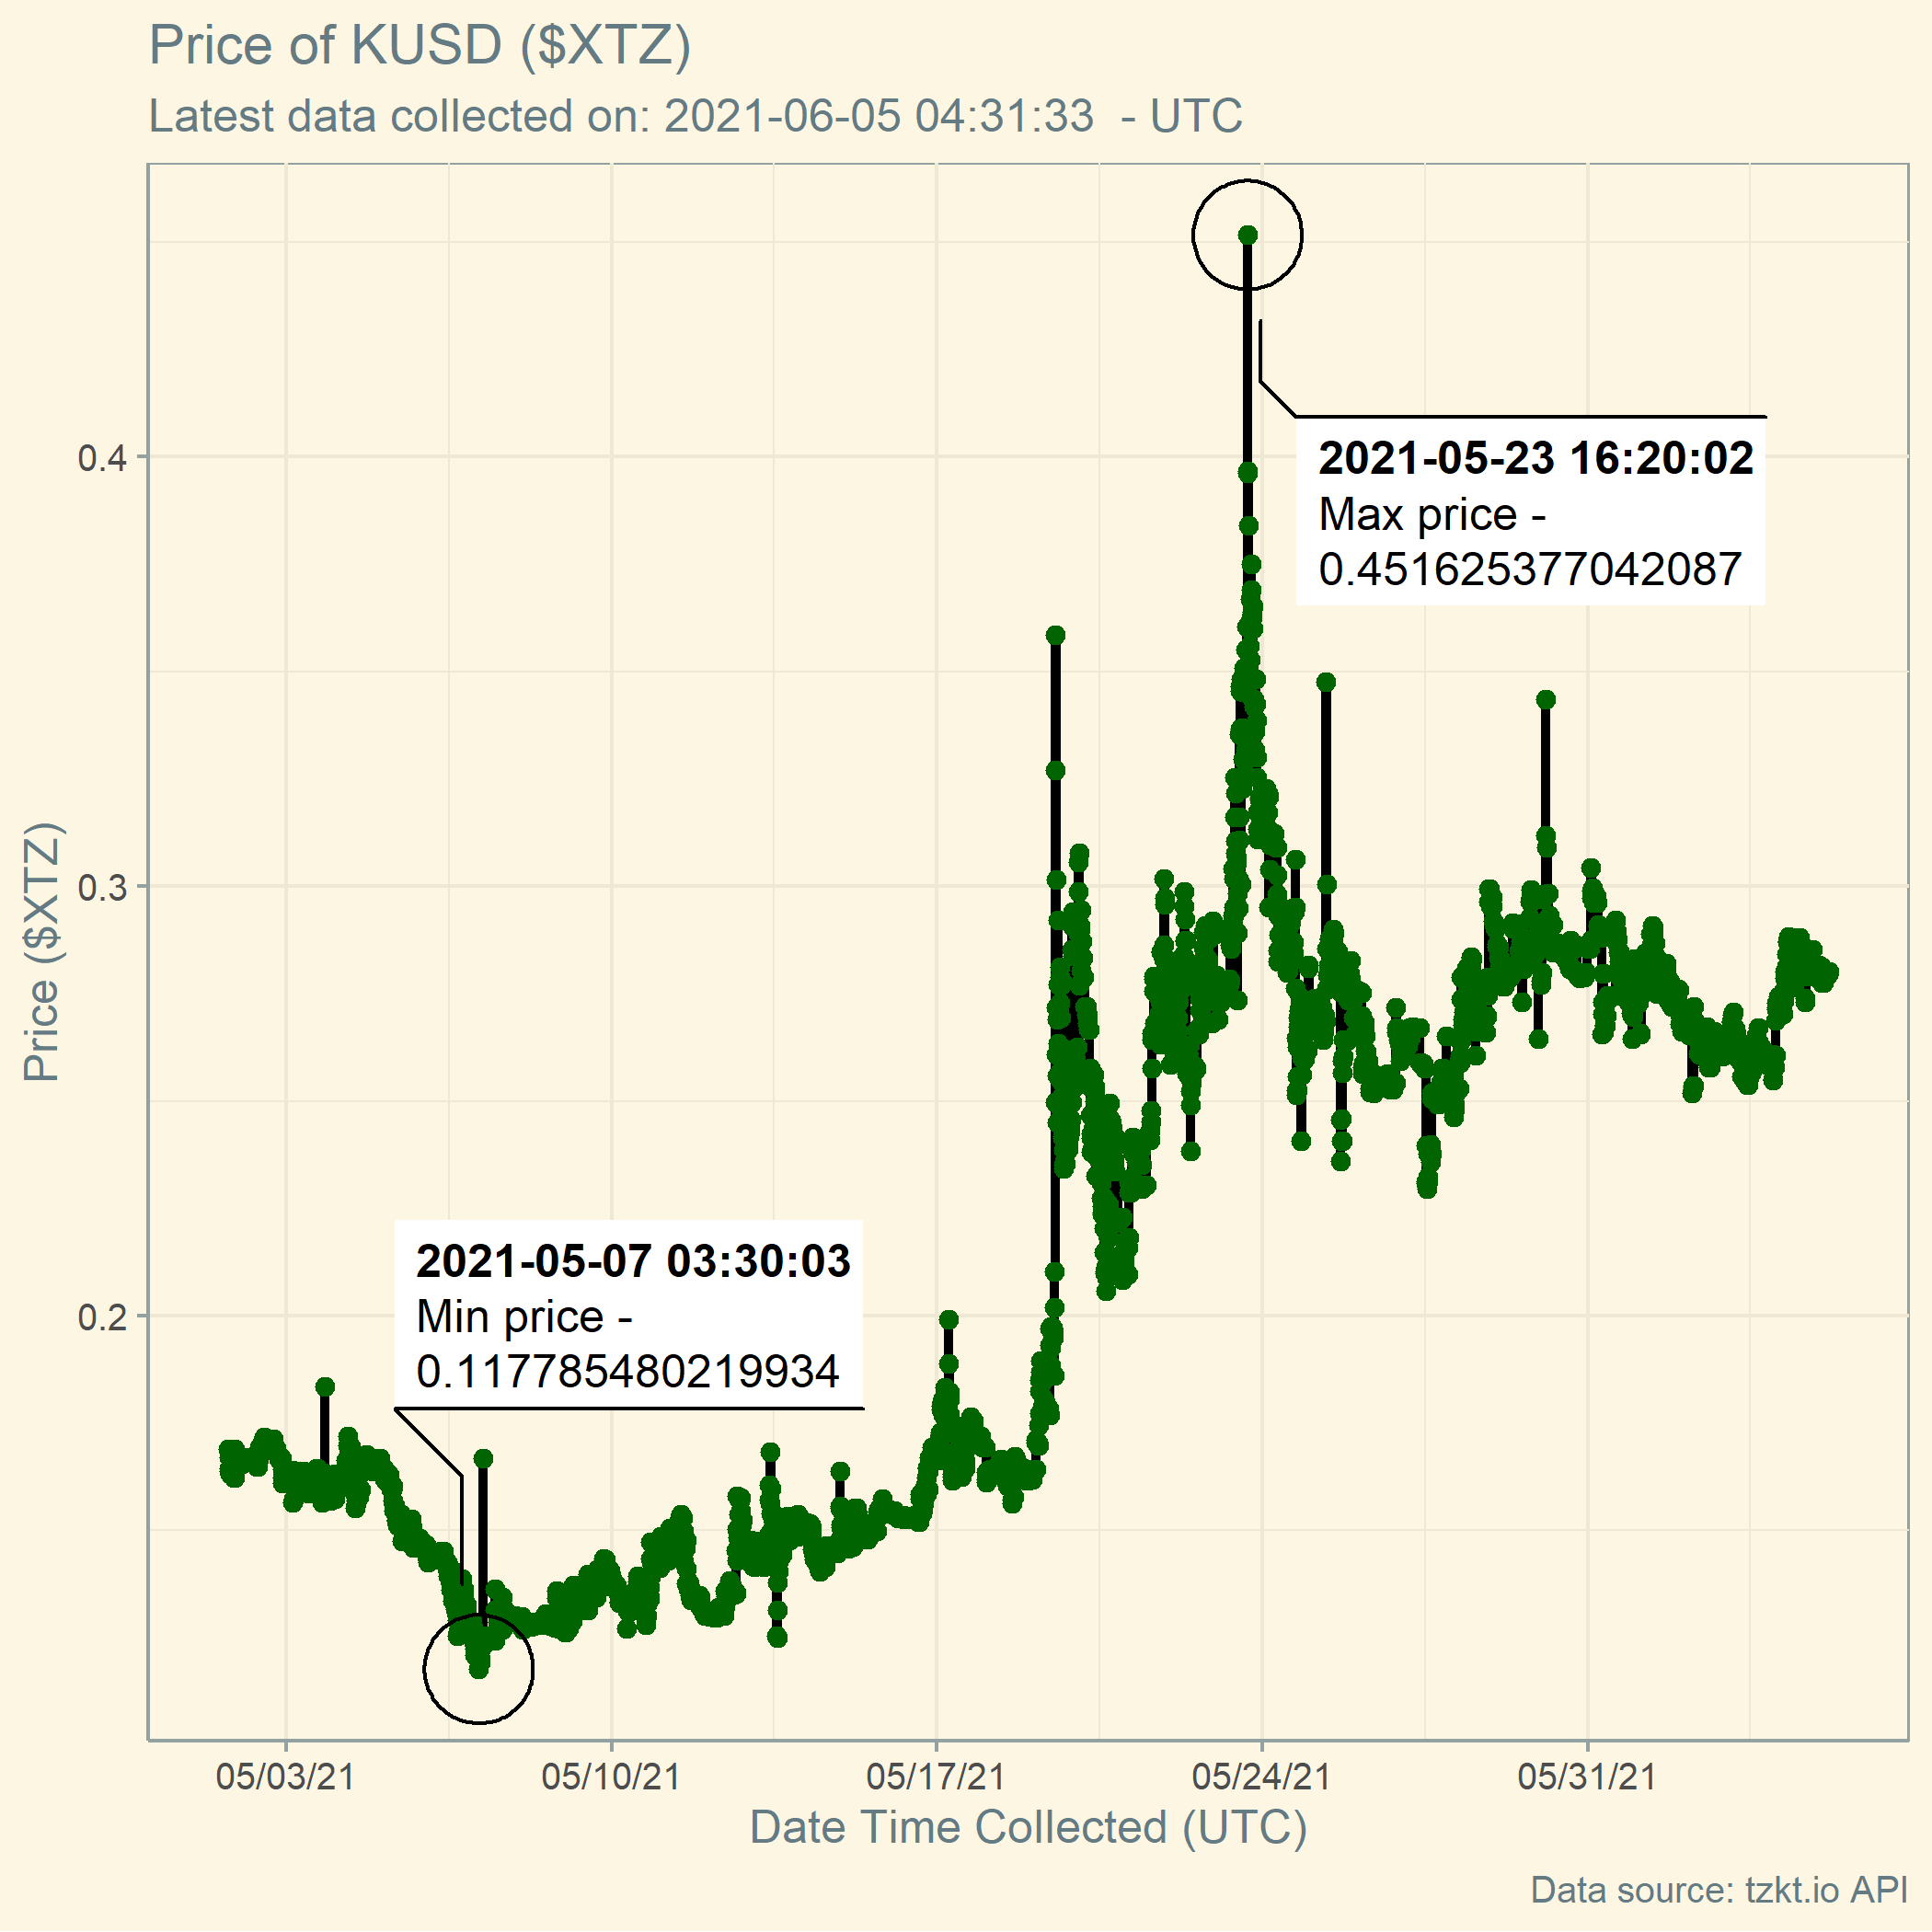 Price of KUSD ($XTZ)
Latest data collected on: 2021-06-05 04:31:33  - UTC
0.4
0.3
0.2
Price ($XTZ)
2021-05-23 16:20:02
Max price -
0.451625377042087
2021-05-07 03:30:03
Min price -
0.117785480219934
05/03/21
05/10/21
05/17/21
05/24/21
05/31/21
Date Time Collected (UTC)
Data source: tzkt.io API